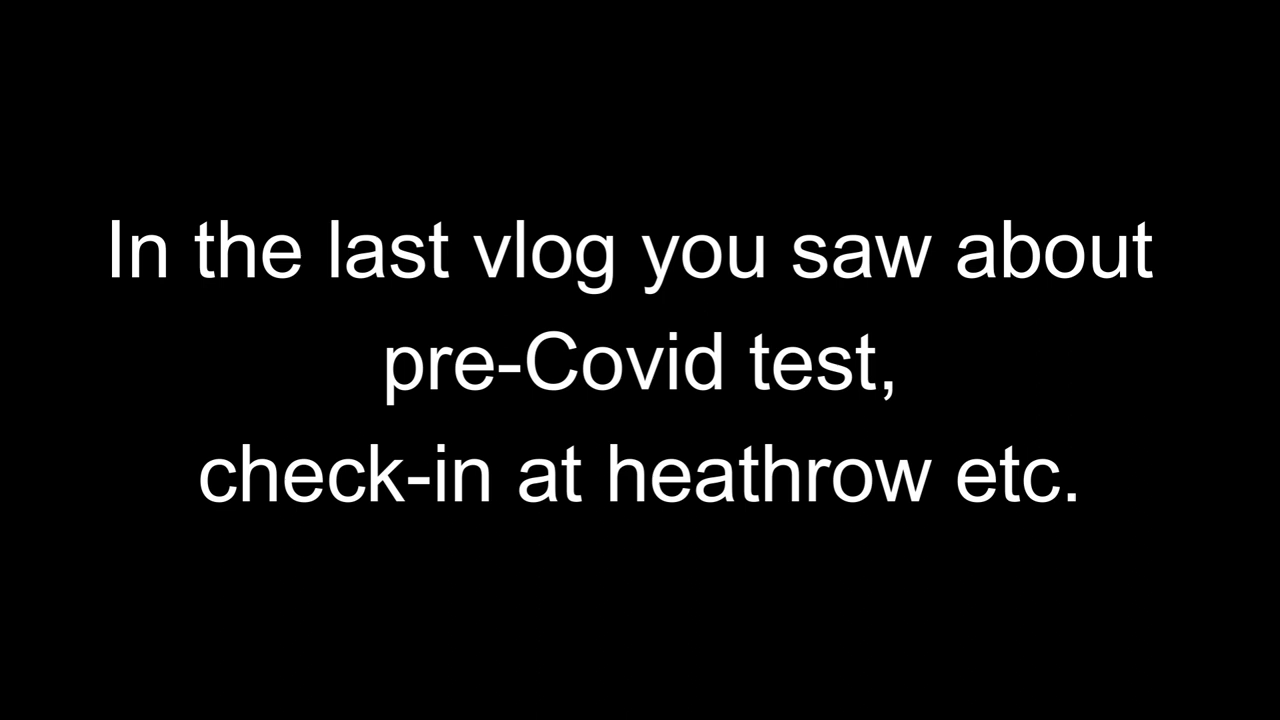 In the last vlog you saw about
pre-Covid test,
check-in at heathrow etc.